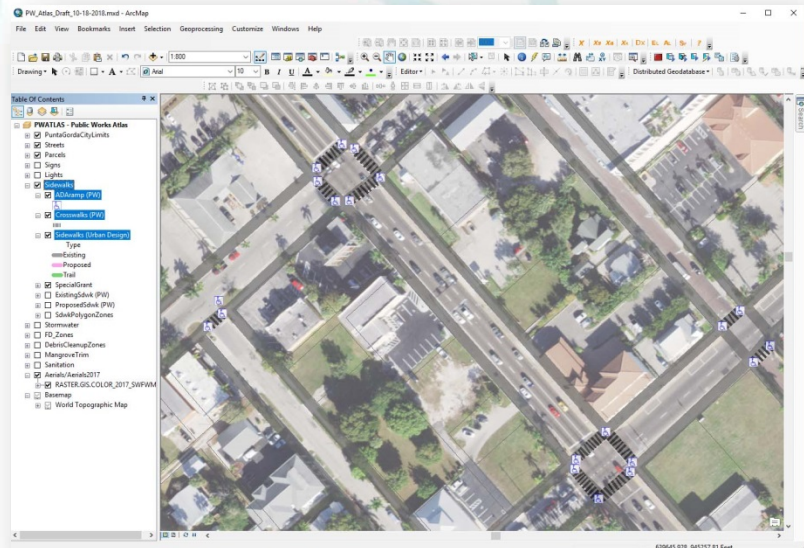 PW_Atlas_Draft_10-18-2018.mxd - ArcMap
File Edit View Bookmarks Insert Selection Geoprocessing Customize Windows Help
1:800
Drawing Arial 10 B I U A Editor Distributed Geodatabase
Table Of Contents
PWATLAS - Public Works Atlas
PuntaGordaCityLimits
Streets
Parcels
Signs
Lights
Sidewalks
ADAramp (PW)
Crosswalks (PW)
Sidewalks (Urban Design)
Type
Existing
Proposed
Trail
SpecialGrant
ExistingSdwk (PW)
ProposedSdwk (PW)
SdwkPolygonZones
Stormwater
FD_Zones
DebrisCleanupZones
MangroveTrim
Sanitation
Aerials/Aerials2017
RASTER.GIS.COLOR_2017_SWFWM
Basemap
World Topographic Map
Search